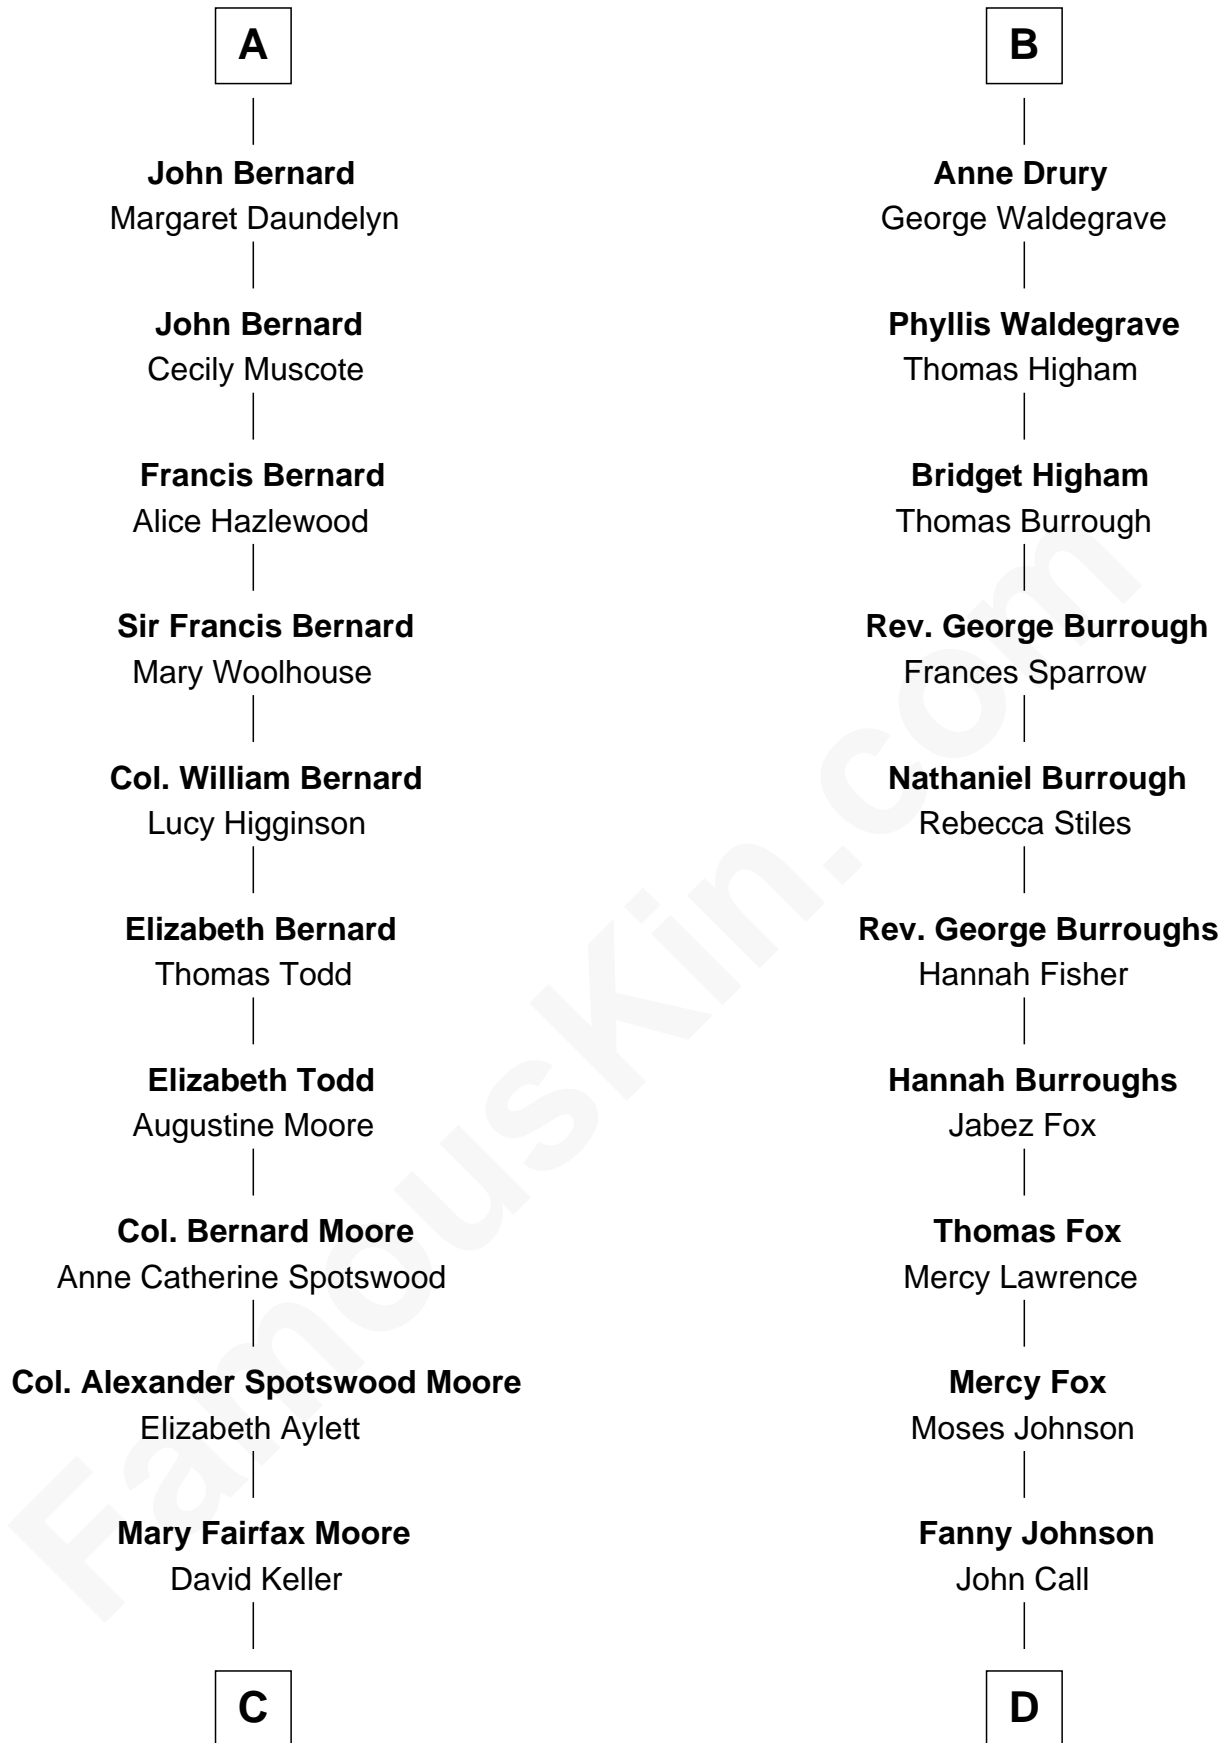 A
John Bernard
Margaret Daundelyn
John Bernard
Cecily Muscote
Francis Bernard
Alice Hazlewood
Sir Francis Bernard
Mary Woolhouse
Col. William Bernard
Lucy Higginson
Elizabeth Bernard
Thomas Todd
Elizabeth Todd
Augustine Moore
Col. Bernard Moore
Anne Catherine Spotswood
Col. Alexander Spotswood Moore
Elizabeth Aylett
Mary Fairfax Moore
David Keller
C
B
Anne Drury
George Waldegrave
Phyllis Waldegrave
Thomas Higham
Bridget Higham
Thomas Burrough
Rev. George Burrough
Frances Sparrow
Nathaniel Burrough
Rebecca Stiles
Rev. George Burroughs
Hannah Fisher
Hannah Burroughs
Jabez Fox
Thomas Fox
Mercy Lawrence
Mercy Fox
Moses Johnson
Fanny Johnson
John Call
D
FamousKin.com